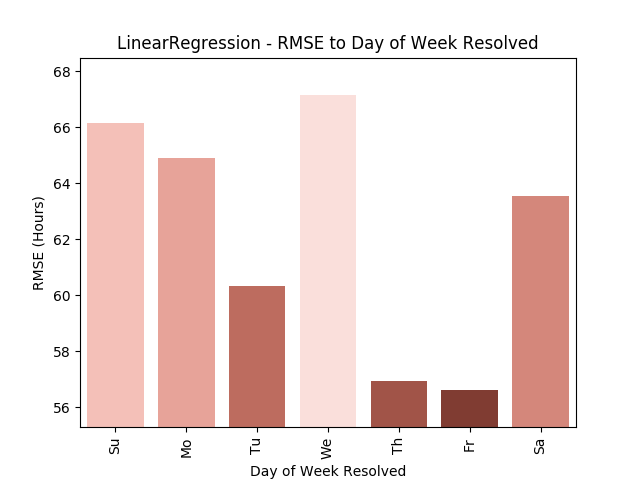 LinearRegression - RMSE to Day of Week Resolved
68
66
64
62
60
58
56
RMSE (Hours)
Su
Mo
Tu
We
Th
Fr
Sa
Day of Week Resolved